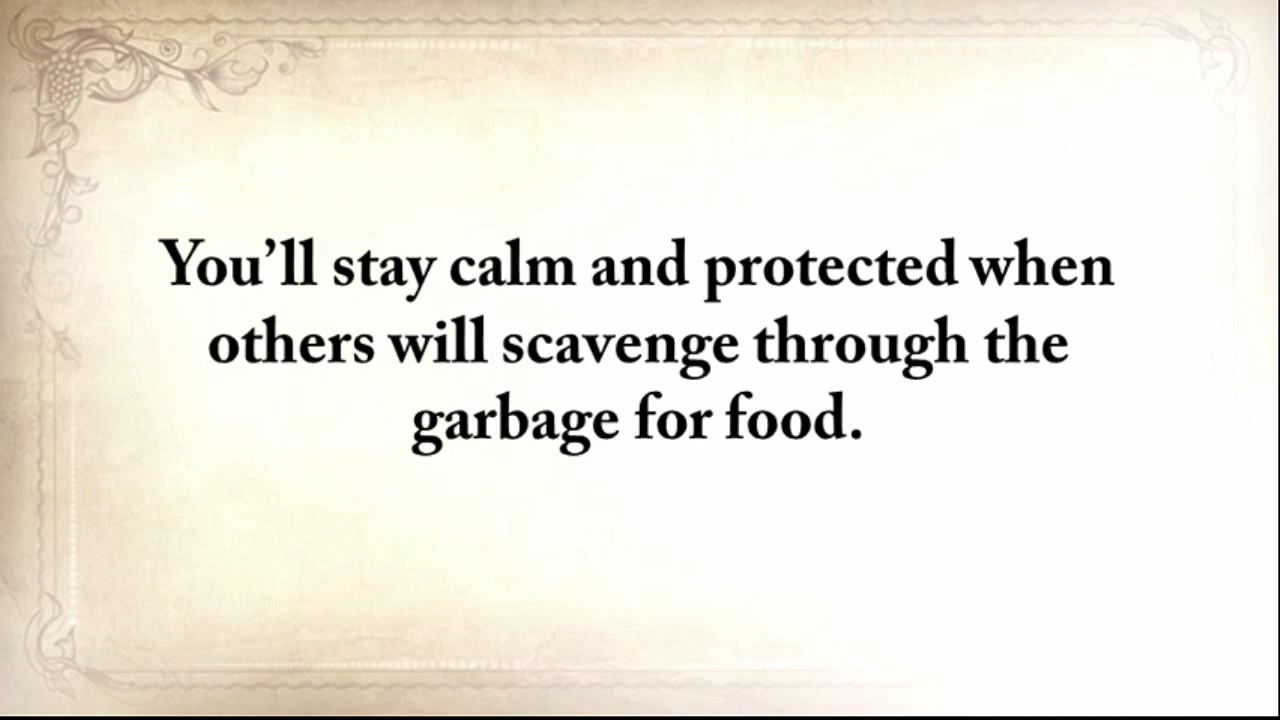 You’ll stay calm and protected when
others will scavenge through the
garbage for food.